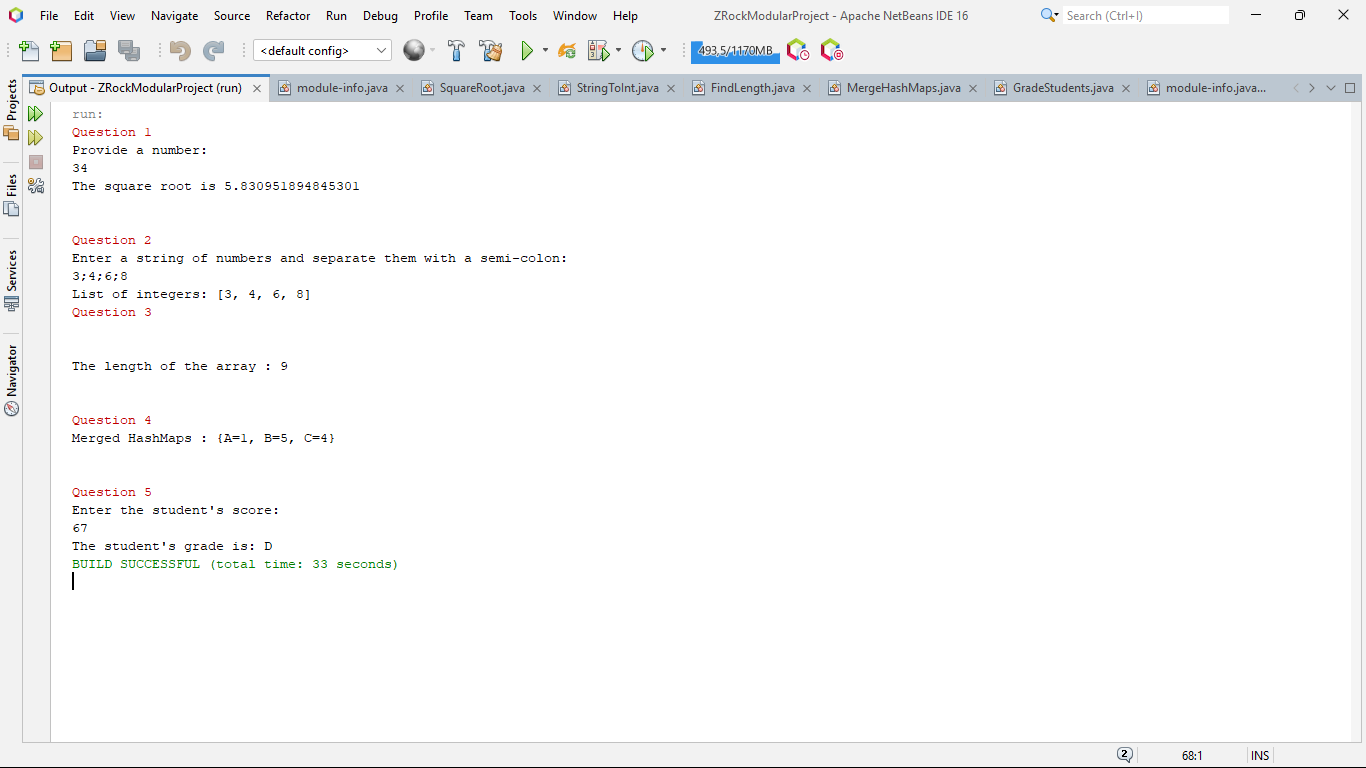 File Edit View Navigate Source Refactor Run Debug Profile Team Tools Window Help ZRockModularProject - Apache NetBeans IDE 16 Search (Ctrl+I)
<default config> 493,5/1170MB
Output - ZRockModularProject (run) module-info.java SquareRoot.java StringToInt.java FindLength.java MergeHashMaps.java GradeStudents.java module-info.java...
Projects
Files
Services
Navigator
run:
Question 1
Provide a number:
34
The square root is 5.830951894845301
Question 2
Enter a string of numbers and separate them with a semi-colon:
3;4;6;8
List of integers: [3, 4, 6, 8]
Question 3
The length of the array : 9
Question 4
Merged HashMaps : {A=1, B=5, C=4}
Question 5
Enter the student's score:
67
The student's grade is: D
BUILD SUCCESSFUL (total time: 33 seconds)
2 68:1 INS